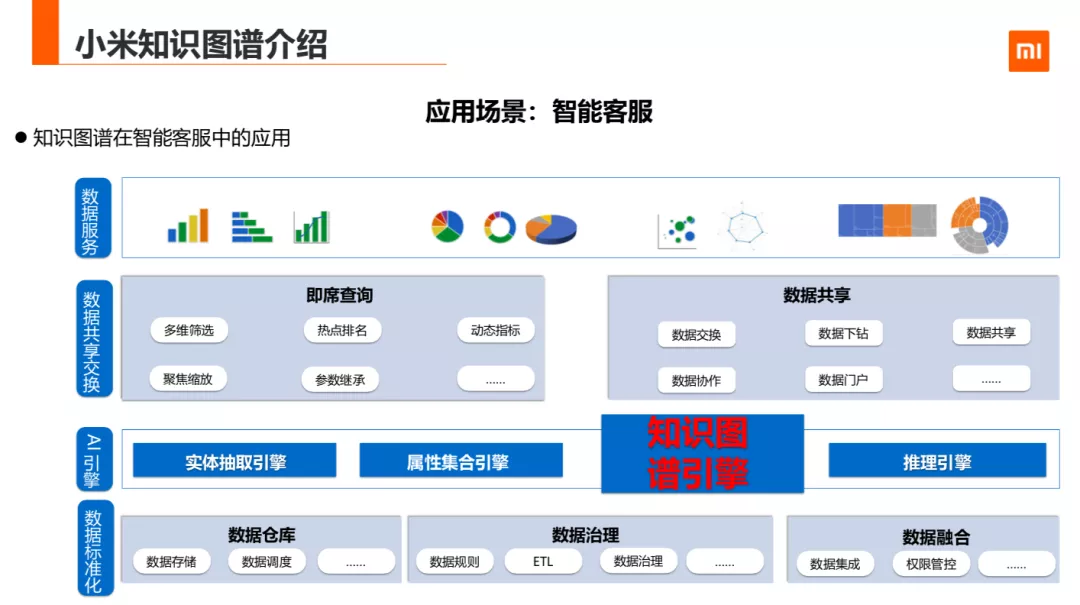 小米知识图谱介绍
mi
应用场景：智能客服
● 知识图谱在智能客服中的应用
数据服务
数据共享交换
即席查询
多维筛选
热点排名
动态指标
聚焦缩放
参数继承
......
数据共享
数据交换
数据下钻
数据共享
数据协作
数据门户
......
AI引擎
实体抽取引擎
属性集合引擎
知识图
谱引擎
推理引擎
数据标准化
数据仓库
数据存储
数据调度
......
数据治理
数据规则
ETL
数据治理
......
数据融合
数据集成
权限管控
......